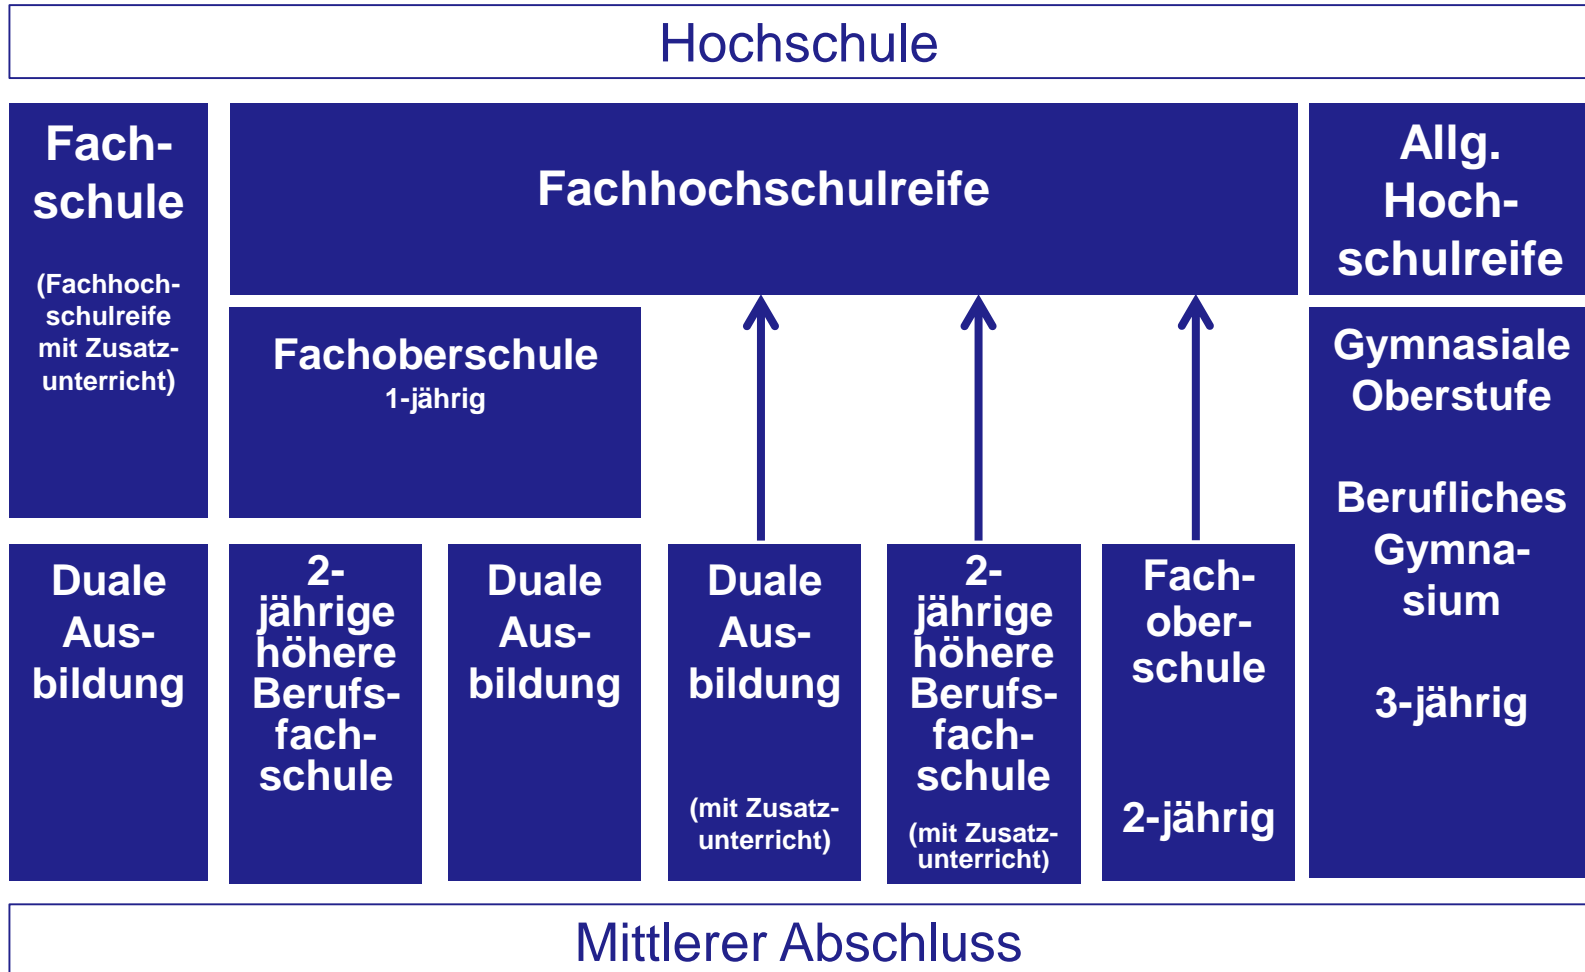 Hochschule
Fach-
schule
(Fachhoch-
schulreife
mit Zusatz-
unterricht)
Fachhochschulreife
Allg.
Hoch-
schulreife
Fachoberschule
1-jährig
Gymnasiale
Oberstufe
Berufliches
Gymna-
sium
3-jährig
Duale
Aus-
bildung
2-
jährige
höhere
Berufs-
fach-
schule
Duale
Aus-
bildung
Duale
Aus-
bildung
(mit Zusatz-
unterricht)
2-
jährige
höhere
Berufs-
fach-
schule
(mit Zusatz-
unterricht)
Fach-
ober-
schule
2-jährig
Mittlerer Abschluss